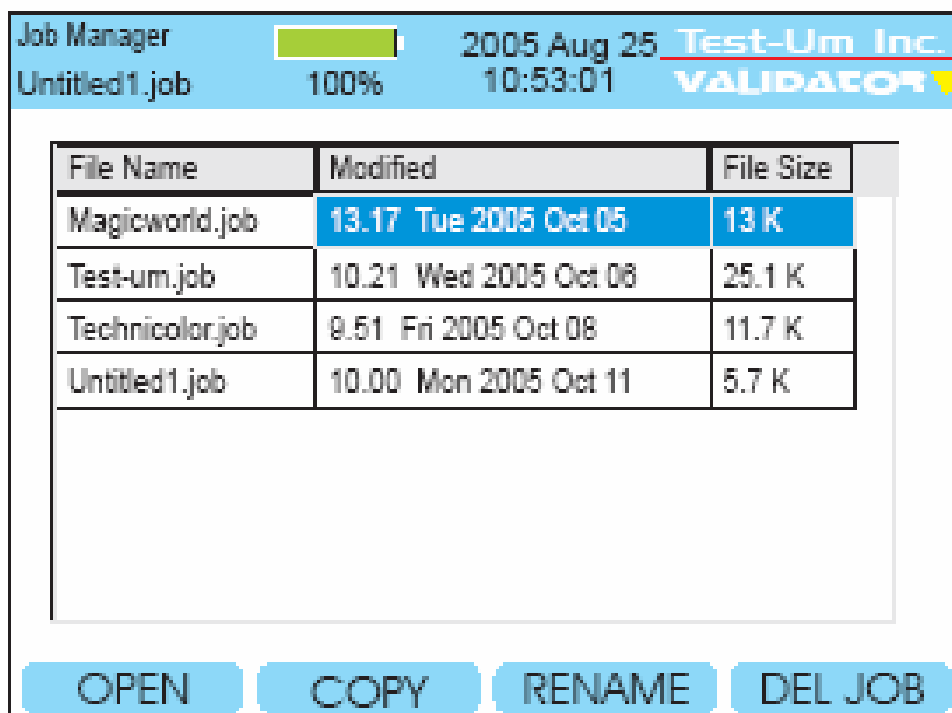 Job Manager 2005 Aug 25 Test-Um Inc.
Untitled1.job 100% 10:53:01 VALIDATOR
File Name Modified File Size
Magicworld.job 13.17 Tue 2005 Oct 05 13 K
Test-um.job 10.21 Wed 2005 Oct 06 25.1 K
Technicolor.job 9.51 Fri 2005 Oct 08 11.7 K
Untitled1.job 10.00 Mon 2005 Oct 11 5.7 K
OPEN COPY RENAME DEL JOB